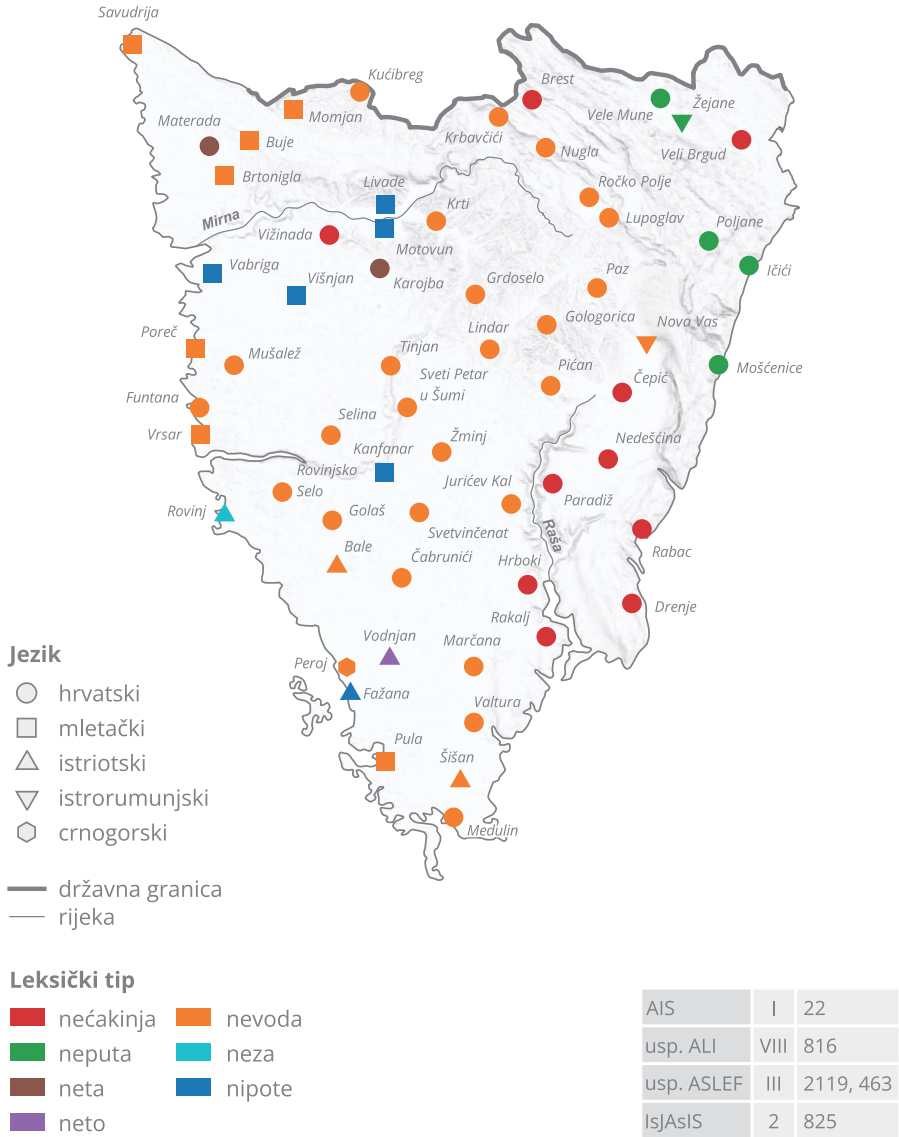 Savudrija
Kućibreg
Brest
Vele Mune
Žejane
Momjan
Materada
Krbavčići
Veli Brgud
Buje
Nugla
Brtonigla
Livade
Ročko Polje
Krti
Lupoglav
Mirna
Poljane
Vižinada
Motovun
Vabriga
Višnjan
Karojba
Grdoselo
Paz
Ičići
Gologorica
Nova Vas
Poreč
Lindar
Mušalež
Tinjan
Pićan
Mošćenice
Sveti Petar
u Šumi
Čepić
Funtana
Selina
Vrsar
Žminj
Nedešćina
Kanfanar
Rovinjsko
Selo
Jurićev Kal
Paradiž
Rovinj
Golaš
Svetvinčenat
Raša
Bale
Čabrunići
Hrboki
Rabac
Rakalj
Drenje
Vodnjan
Marčana
Peroj
Fažana
Valtura
Pula
Šišan
Medulin
Jezik
hrvatski
mletački
istriotski
istrorumunjski
crnogorski
državna granica
rijeka
Leksički tip
nećakinja
nevoda
neputa
neza
neta
nipote
neto
AIS I 22
usp. ALI VIII 816
usp. ASLEF III 2119, 463
IsJAsIS 2 825